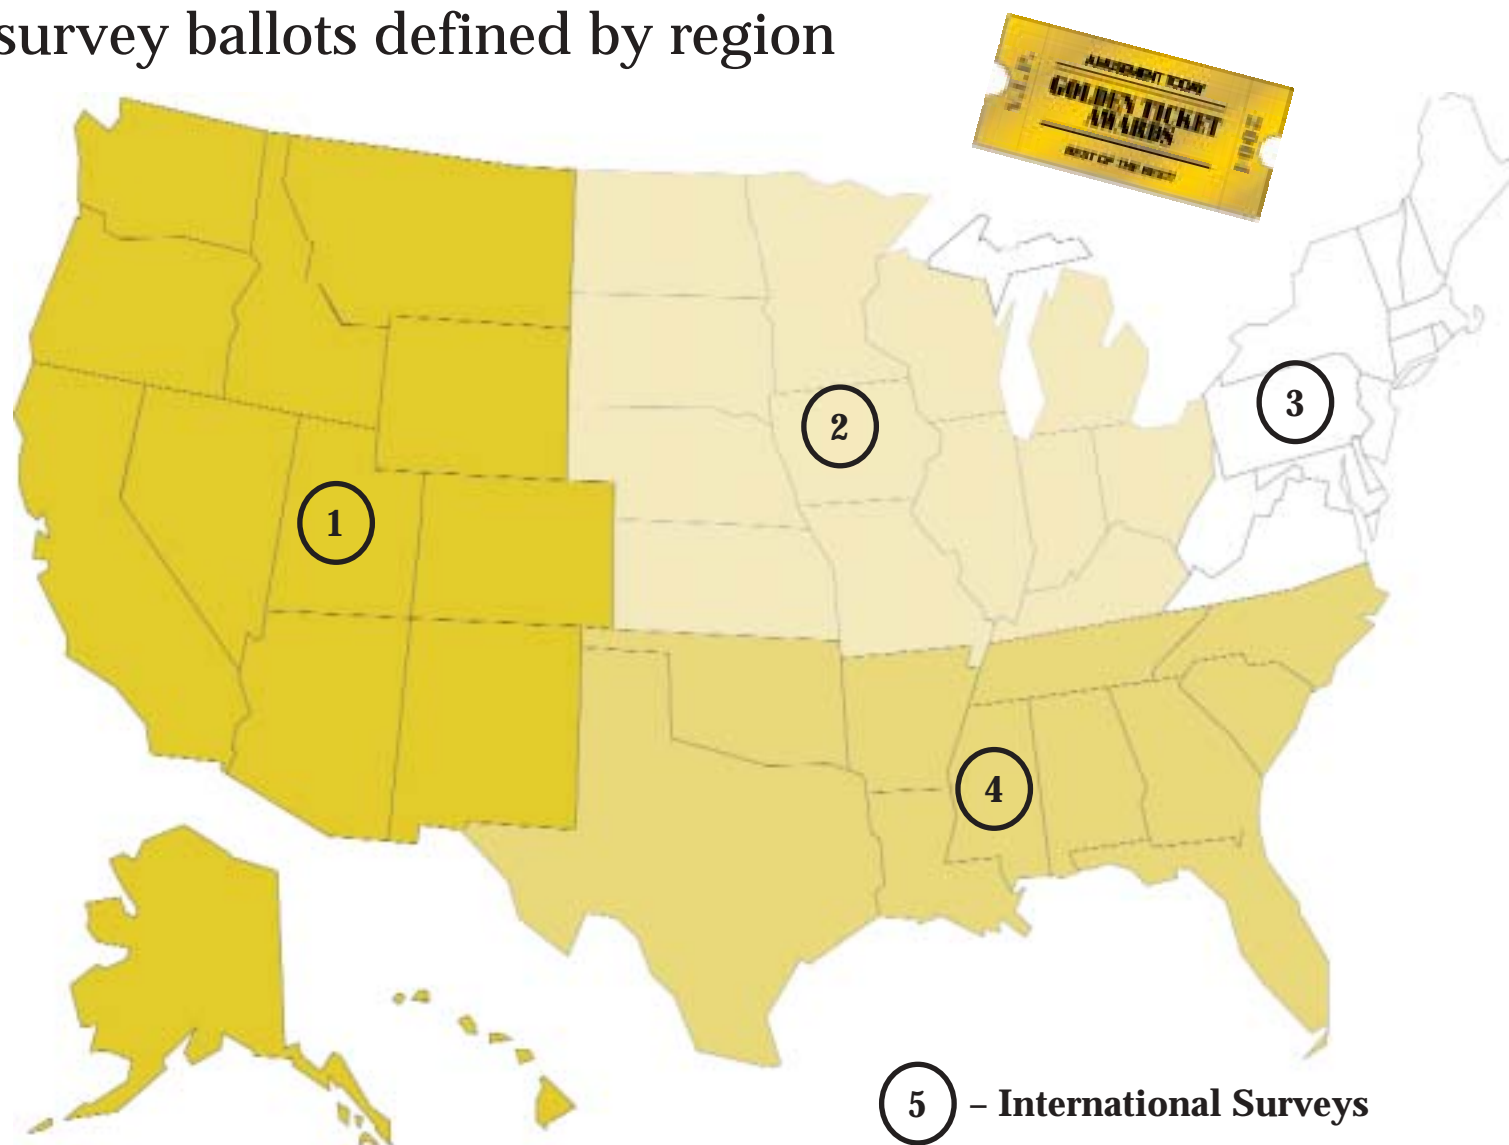 survey ballots defined by region
AMUSEMENT TODAY
GOLDEN TICKET
AWARDS
BEST OF THE BEST!
3
2
1
4
5 – International Surveys